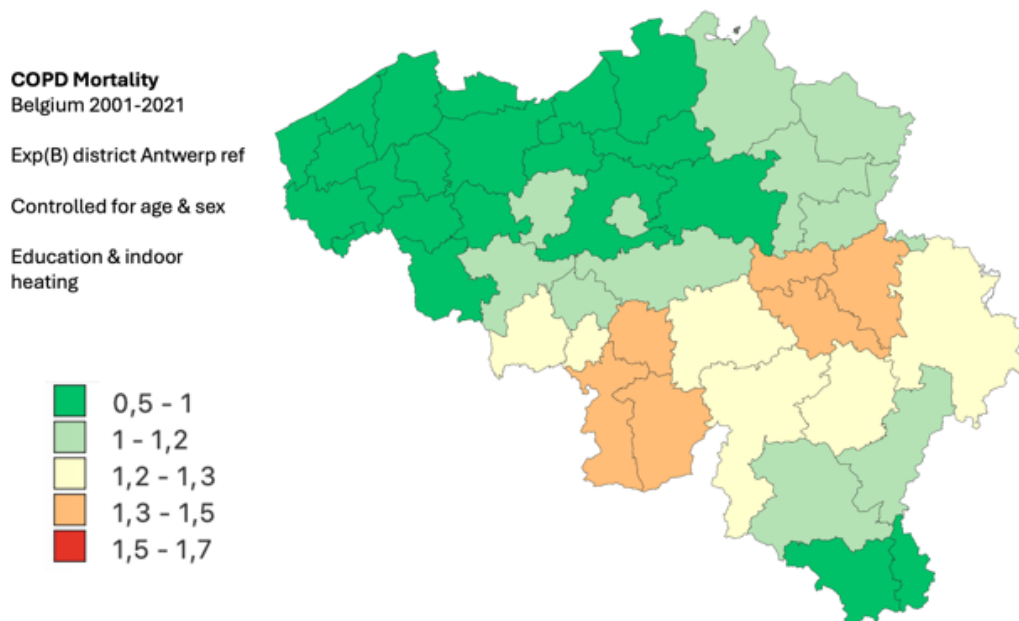 COPD Mortality
Belgium 2001-2021
Exp(B) district Antwerp ref
Controlled for age & sex
Education & indoor
heating
0,5 - 1
1 - 1,2
1,2 - 1,3
1,3 - 1,5
1,5 - 1,7